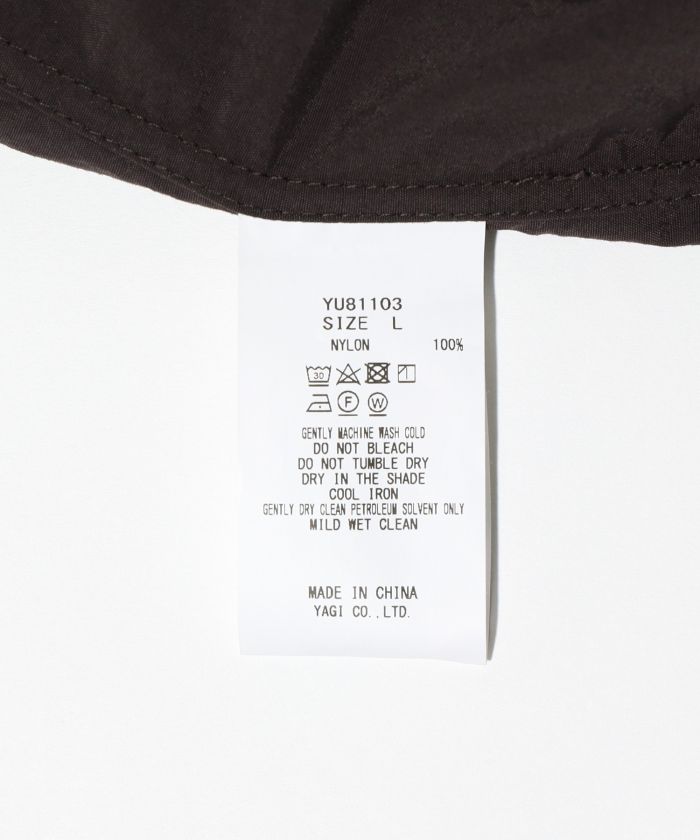 YU81103
SIZE L
NYLON 100%
30
F W
GENTLY MACHINE WASH COLD
DO NOT BLEACH
DO NOT TUMBLE DRY
DRY IN THE SHADE
COOL IRON
GENTLY DRY CLEAN PETROLEUM SOLVENT ONLY
MILD WET CLEAN
MADE IN CHINA
YAGI CO.,LTD.